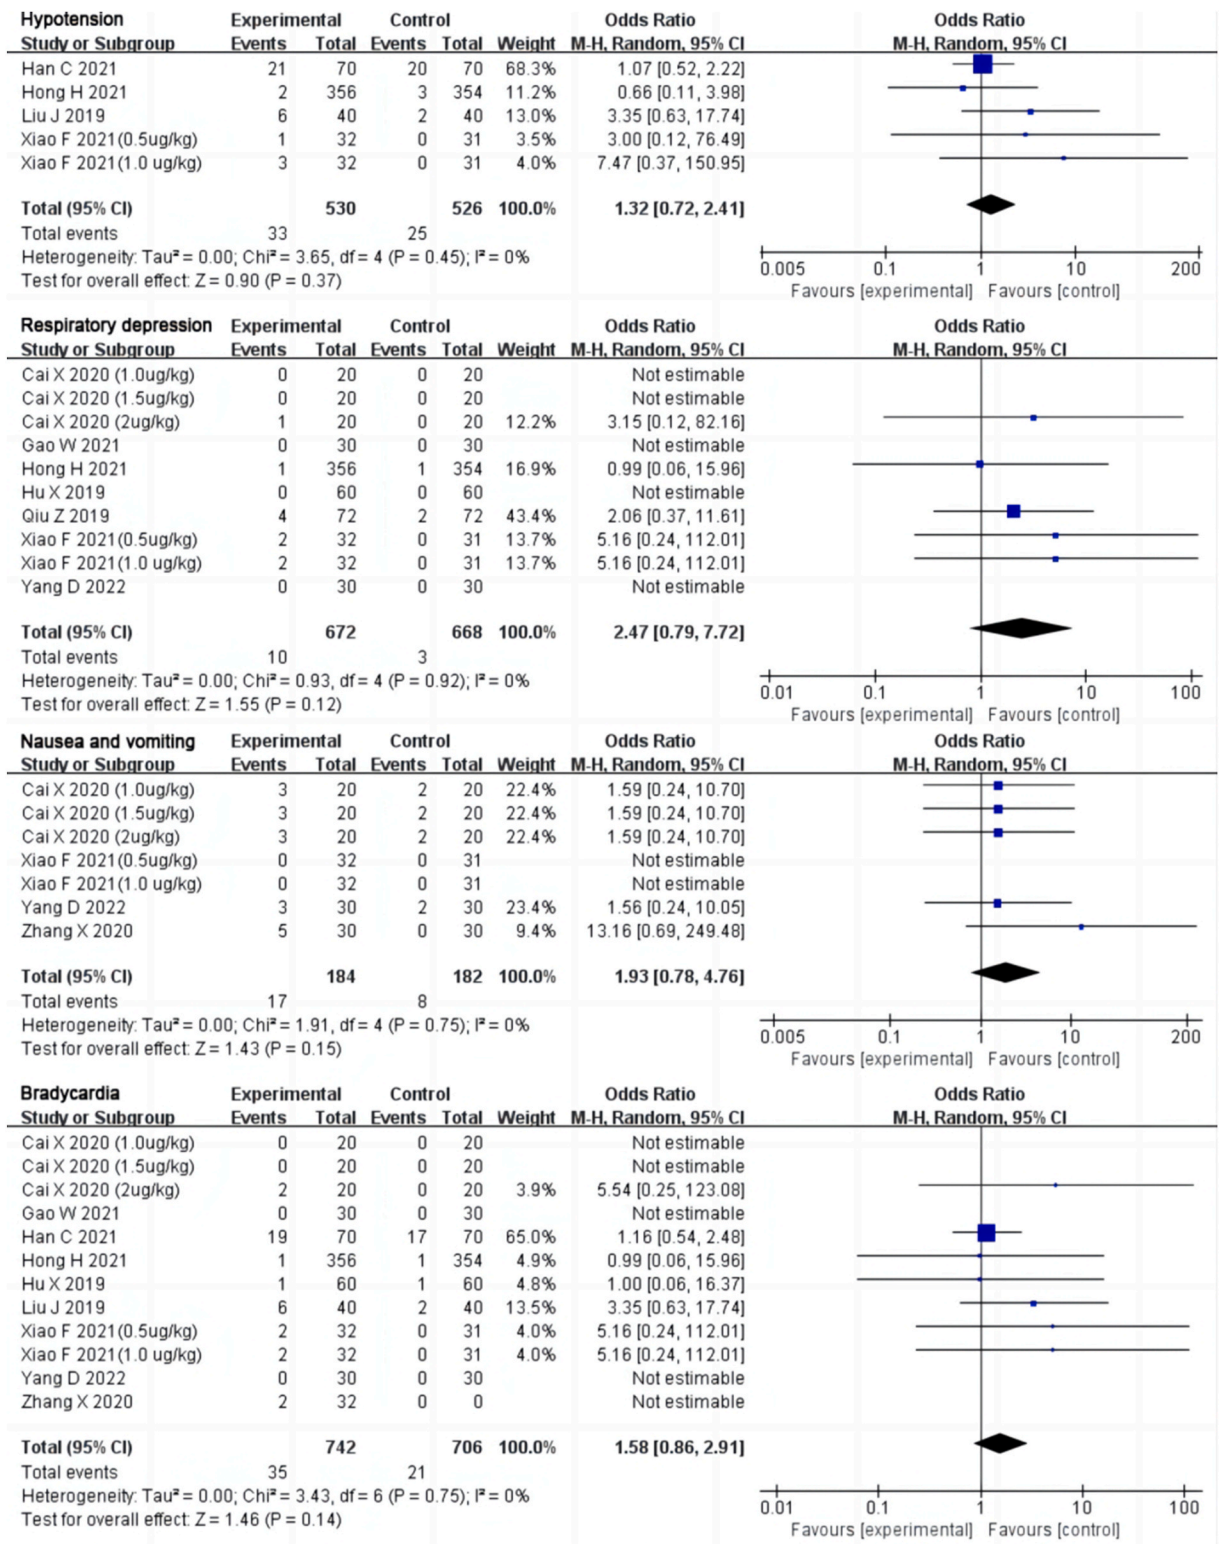 Hypotension Experimental Control Odds Ratio Odds Ratio
Study or Subgroup Events Total Events Total Weight M-H, Random, 95% CI M-H, Random, 95% CI
Han C 2021 21 70 20 70 68.3% 1.07 [0.52, 2.22]
Hong H 2021 2 356 3 354 11.2% 0.66 [0.11, 3.98]
Liu J 2019 6 40 2 40 13.0% 3.35 [0.63, 17.74]
Xiao F 2021(0.5ug/kg) 1 32 0 31 3.5% 3.00 [0.12, 76.49]
Xiao F 2021(1.0 ug/kg) 3 32 0 31 4.0% 7.47 [0.37, 150.95]
Total (95% CI) 530 526 100.0% 1.32 [0.72, 2.41]
Total events 33 25
Heterogeneity: Tau² = 0.00; Chi² = 3.65, df = 4 (P = 0.45); I² = 0%
Test for overall effect: Z = 0.90 (P = 0.37)
0.005 0.1 1 10 200
Favours [experimental] Favours [control]
Respiratory depression Experimental Control Odds Ratio Odds Ratio
Study or Subgroup Events Total Events Total Weight M-H, Random, 95% CI M-H, Random, 95% CI
Cai X 2020 (1.0ug/kg) 0 20 0 20 Not estimable
Cai X 2020 (1.5ug/kg) 0 20 0 20 Not estimable
Cai X 2020 (2ug/kg) 1 20 0 20 12.2% 3.15 [0.12, 82.16]
Gao W 2021 0 30 0 30 Not estimable
Hong H 2021 1 356 1 354 16.9% 0.99 [0.06, 15.96]
Hu X 2019 0 60 0 60 Not estimable
Qiu Z 2019 4 72 2 72 43.4% 2.06 [0.37, 11.61]
Xiao F 2021(0.5ug/kg) 2 32 0 31 13.7% 5.16 [0.24, 112.01]
Xiao F 2021(1.0 ug/kg) 2 32 0 31 13.7% 5.16 [0.24, 112.01]
Yang D 2022 0 30 0 30 Not estimable
Total (95% CI) 672 668 100.0% 2.47 [0.79, 7.72]
Total events 10 3
Heterogeneity: Tau² = 0.00; Chi² = 0.93, df = 4 (P = 0.92); I² = 0%
Test for overall effect: Z = 1.55 (P = 0.12)
0.01 0.1 1 10 100
Favours [experimental] Favours [control]
Nausea and vomiting Experimental Control Odds Ratio Odds Ratio
Study or Subgroup Events Total Events Total Weight M-H, Random, 95% CI M-H, Random, 95% CI
Cai X 2020 (1.0ug/kg) 3 20 2 20 22.4% 1.59 [0.24, 10.70]
Cai X 2020 (1.5ug/kg) 3 20 2 20 22.4% 1.59 [0.24, 10.70]
Cai X 2020 (2ug/kg) 3 20 2 20 22.4% 1.59 [0.24, 10.70]
Xiao F 2021(0.5ug/kg) 0 32 0 31 Not estimable
Xiao F 2021(1.0 ug/kg) 0 32 0 31 Not estimable
Yang D 2022 3 30 2 30 23.4% 1.56 [0.24, 10.05]
Zhang X 2020 5 30 0 30 9.4% 13.16 [0.69, 249.48]
Total (95% CI) 184 182 100.0% 1.93 [0.78, 4.76]
Total events 17 8
Heterogeneity: Tau² = 0.00; Chi² = 1.91, df = 4 (P = 0.75); I² = 0%
Test for overall effect: Z = 1.43 (P = 0.15)
0.005 0.1 1 10 200
Favours [experimental] Favours [control]
Bradycardia Experimental Control Odds Ratio Odds Ratio
Study or Subgroup Events Total Events Total Weight M-H, Random, 95% CI M-H, Random, 95% CI
Cai X 2020 (1.0ug/kg) 0 20 0 20 Not estimable
Cai X 2020 (1.5ug/kg) 0 20 0 20 Not estimable
Cai X 2020 (2ug/kg) 2 20 0 20 3.9% 5.54 [0.25, 123.08]
Gao W 2021 0 30 0 30 Not estimable
Han C 2021 19 70 17 70 65.0% 1.16 [0.54, 2.48]
Hong H 2021 1 356 1 354 4.9% 0.99 [0.06, 15.96]
Hu X 2019 1 60 1 60 4.8% 1.00 [0.06, 16.37]
Liu J 2019 6 40 2 40 13.5% 3.35 [0.63, 17.74]
Xiao F 2021(0.5ug/kg) 2 32 0 31 4.0% 5.16 [0.24, 112.01]
Xiao F 2021(1.0 ug/kg) 2 32 0 31 4.0% 5.16 [0.24, 112.01]
Yang D 2022 0 30 0 30 Not estimable
Zhang X 2020 2 32 0 0 Not estimable
Total (95% CI) 742 706 100.0% 1.58 [0.86, 2.91]
Total events 35 21
Heterogeneity: Tau² = 0.00; Chi² = 3.43, df = 6 (P = 0.75); I² = 0%
Test for overall effect: Z = 1.46 (P = 0.14)
0.01 0.1 1 10 100
Favours [experimental] Favours [control]